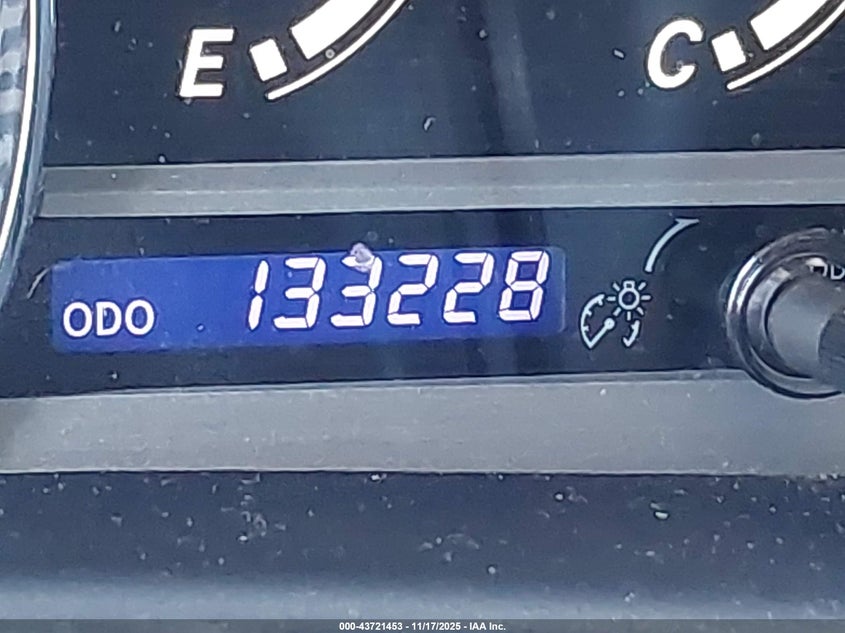 E C
ODO 133228
000-43721453 - 11/17/2025 - IAA Inc.